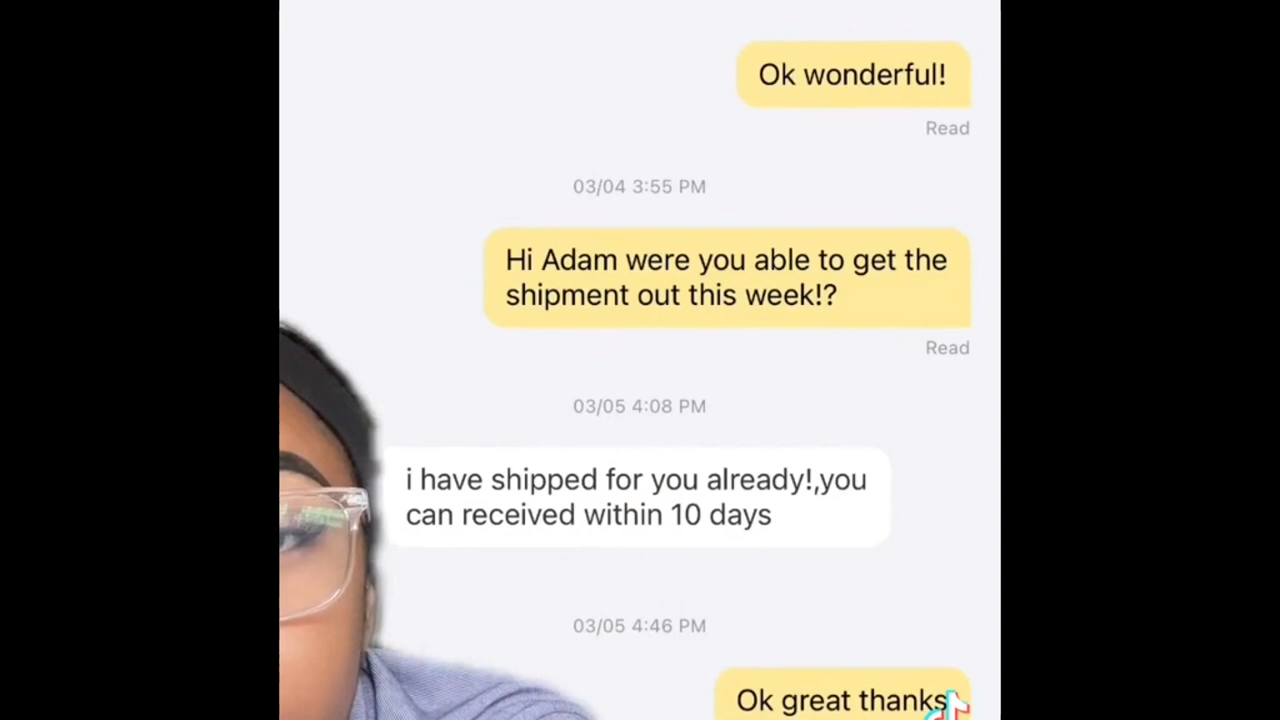 Ok wonderful!
Read
03/04 3:55 PM
Hi Adam were you able to get the
shipment out this week!?
Read
03/05 4:08 PM
i have shipped for you already!,you
can received within 10 days
03/05 4:46 PM
Ok great thanks